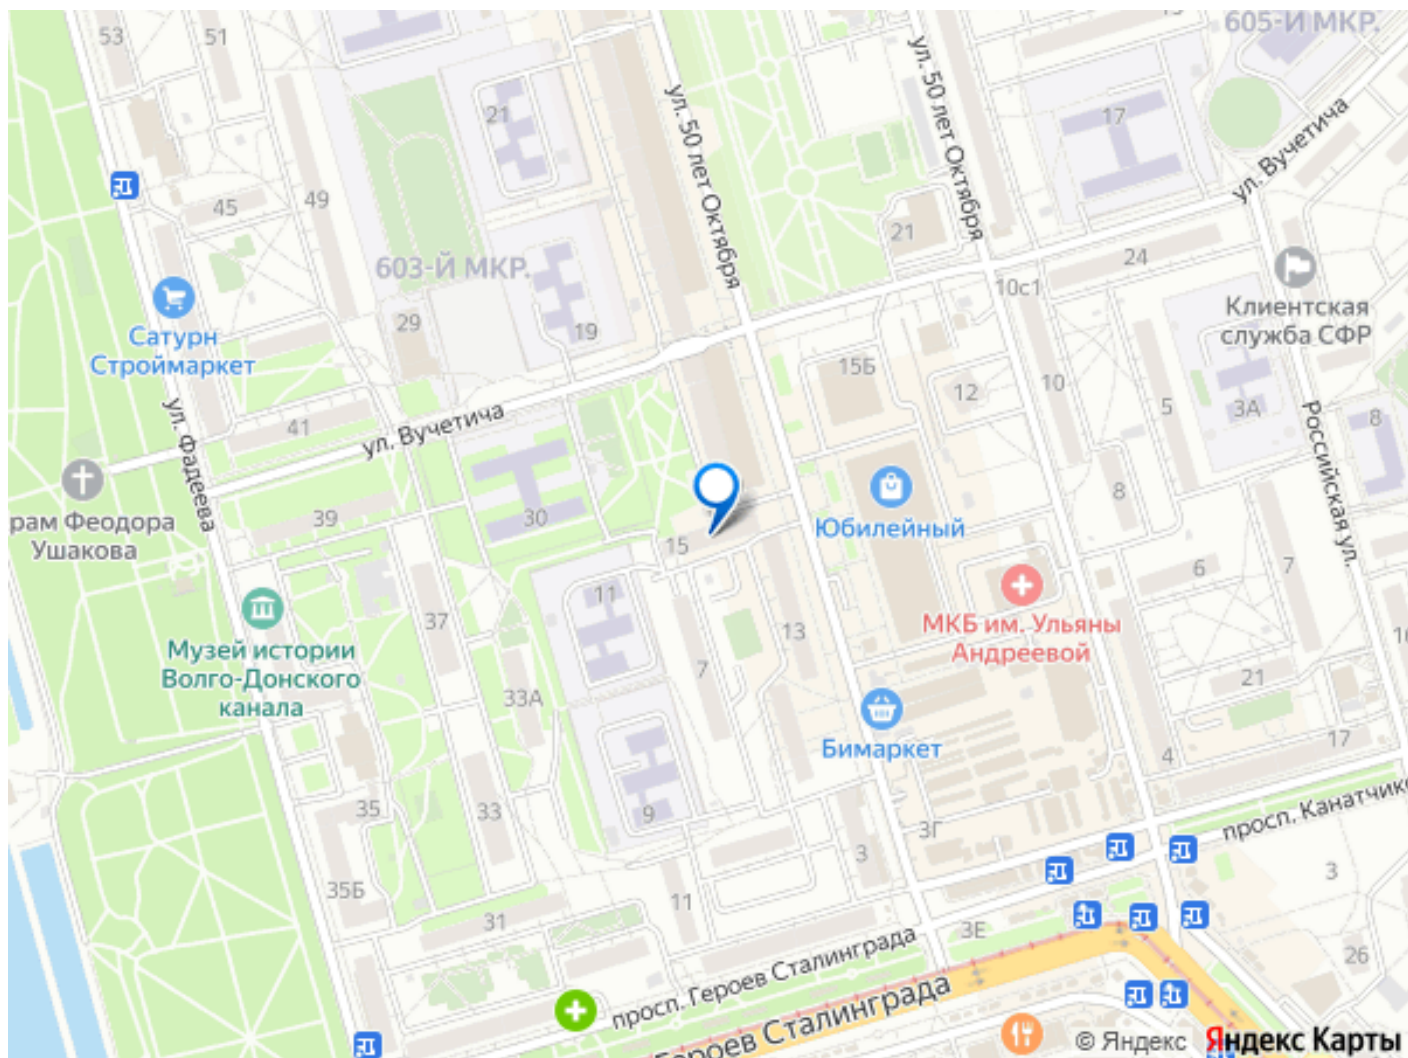 53
51
605-Й МКР.
ул. 50 лет Октября
ул. 50 лет Октября
21
17
ул. Вучетича
49
45
21
24
603-Й МКР.
10с1
Клиентская
служба СФР
Сатурн
Строймаркет
29
19
15Б
12
10
5
3А
8
ул. Фадеева
41
ул. Вучетича
Российская ул.
рам Феодора
Ушакова
39
30
Юбилейный
8
15
6
7
11
37
13
МКБ им. Ульяны
Андреевой
16
Музей истории
Волго-Донского
канала
33А
7
21
Бимаркет
4
17
35
33
9
3Г
просп. Канатчико
3
35Б
11
3
31
3Е
26
просп. Героев Сталинграда
Героев Сталинграда
© Яндекс
Яндекс Карты